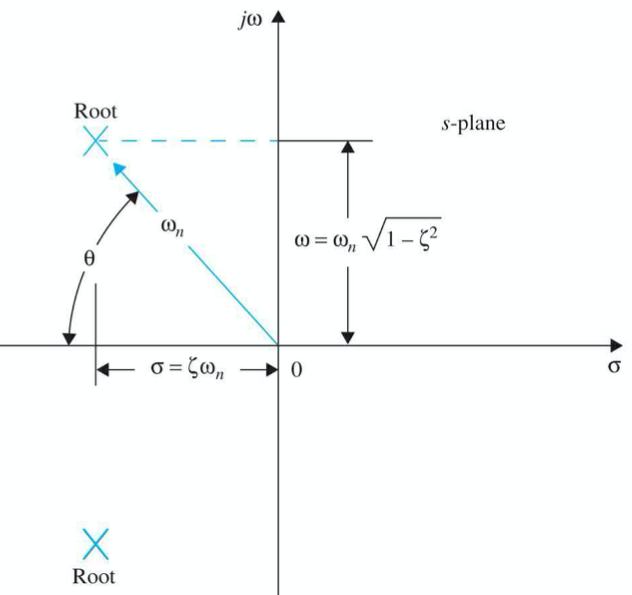 jω
Root
s-plane
ωₙ
ω = ωₙ √1 − ζ²
θ
σ = ζωₙ
0
σ
Root